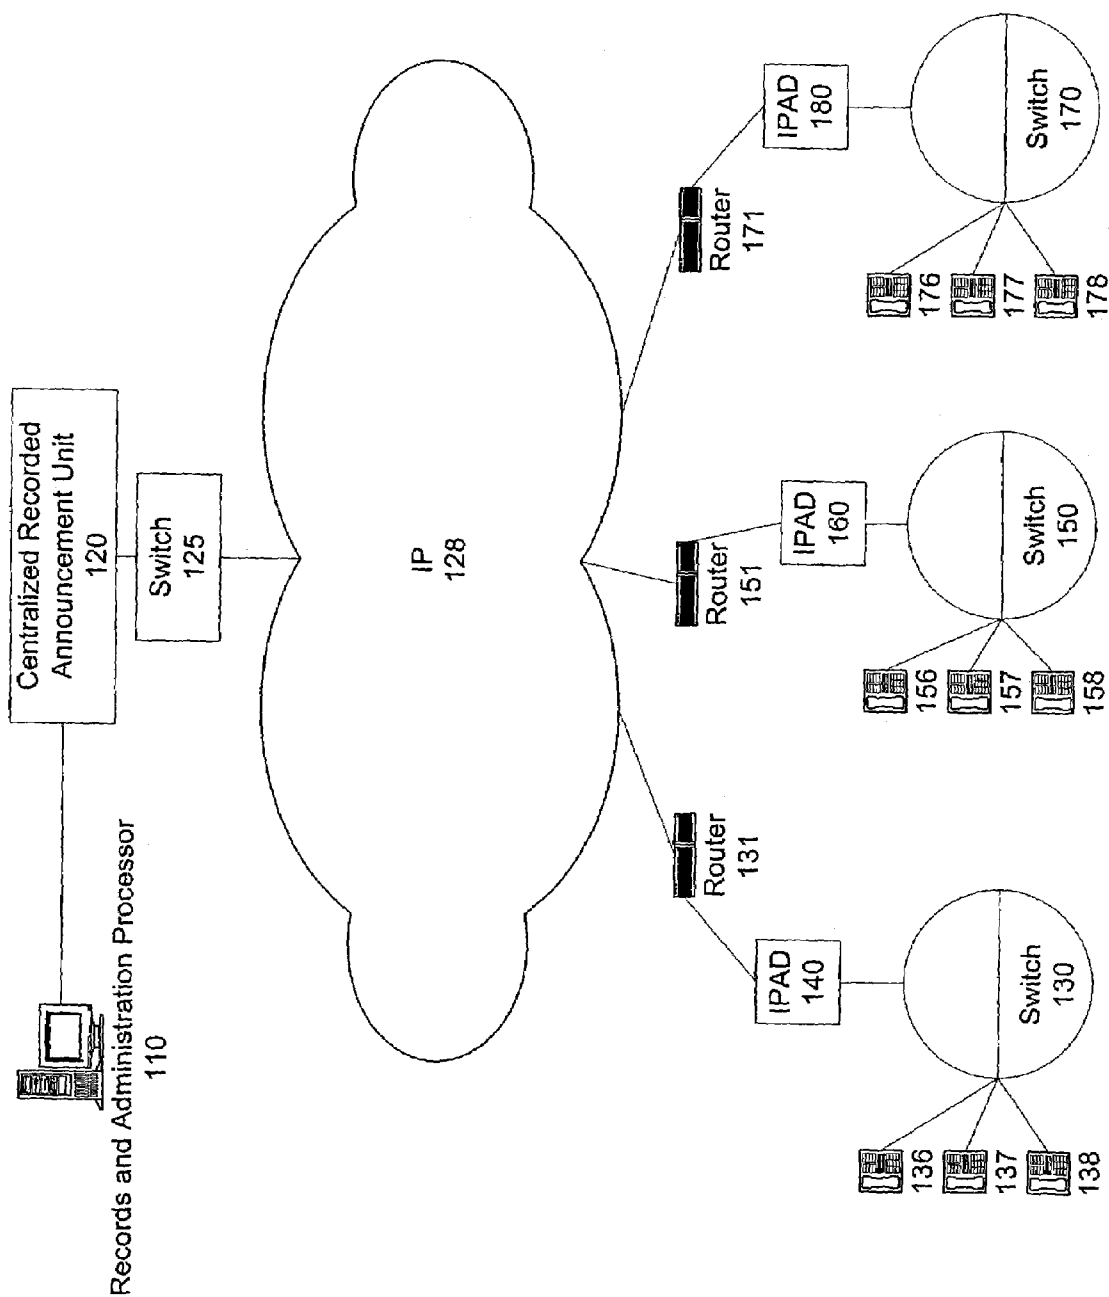 Records and Administration Processor
110
Centralized Recorded
Announcement Unit
120
Switch
125
IP
128
Router
131
Router
151
Router
171
IPAD
140
IPAD
160
IPAD
180
Switch
130
Switch
150
Switch
170
136
137
138
156
157
158
176
177
178